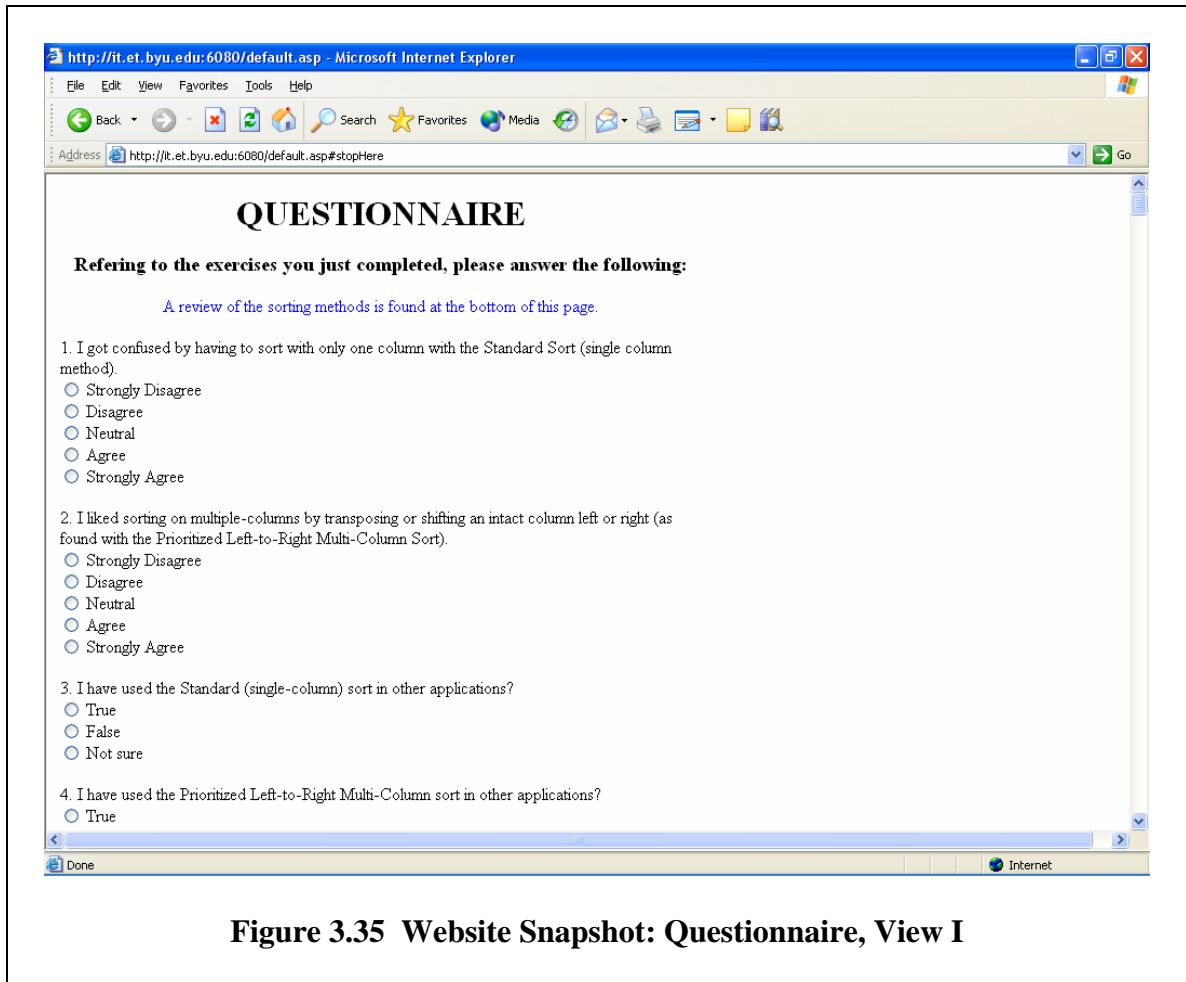 http://it.et.byu.edu:6080/default.asp - Microsoft Internet Explorer
File Edit View Favorites Tools Help
Back Search Favorites Media
Address http://it.et.byu.edu:6080/default.asp#stopHere Go
QUESTIONNAIRE
Refering to the exercises you just completed, please answer the following:
A review of the sorting methods is found at the bottom of this page.
1. I got confused by having to sort with only one column with the Standard Sort (single column
method).
Strongly Disagree
Disagree
Neutral
Agree
Strongly Agree
2. I liked sorting on multiple-columns by transposing or shifting an intact column left or right (as
found with the Prioritized Left-to-Right Multi-Column Sort).
Strongly Disagree
Disagree
Neutral
Agree
Strongly Agree
3. I have used the Standard (single-column) sort in other applications?
True
False
Not sure
4. I have used the Prioritized Left-to-Right Multi-Column sort in other applications?
True
Done Internet
Figure 3.35 Website Snapshot: Questionnaire, View I